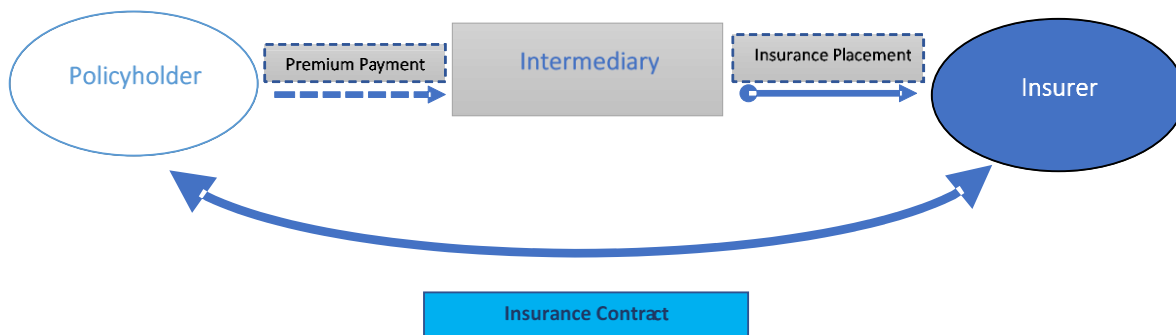 Policyholder
Premium Payment
Intermediary
Insurance Placement
Insurer
Insurance Contract